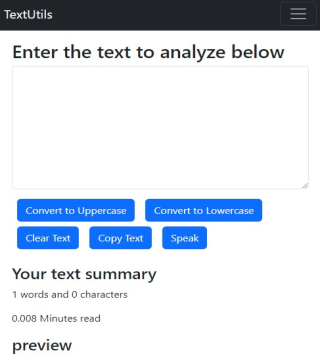 TextUtils
Enter the text to analyze below
Convert to Uppercase Convert to Lowercase
Clear Text Copy Text Speak
Your text summary
1 words and 0 characters
0.008 Minutes read
preview